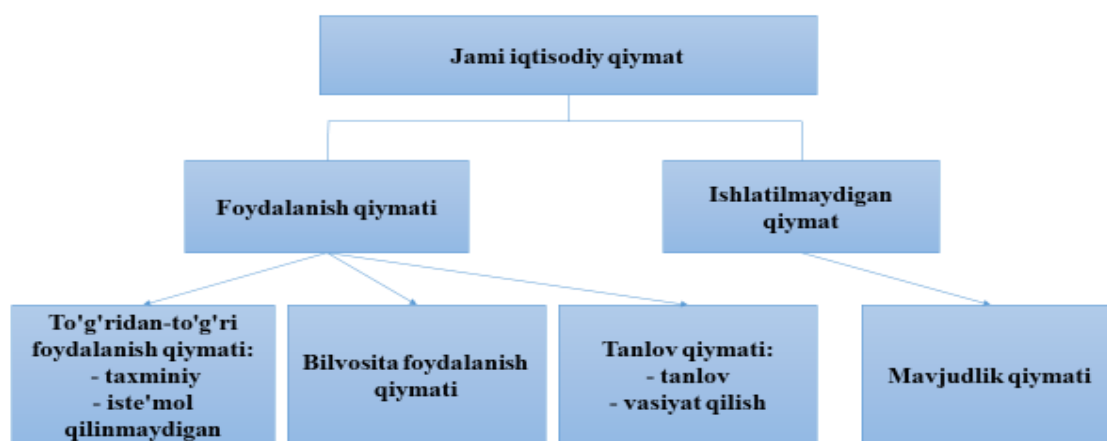 Jami iqtisodiy qiymat
Foydalanish qiymati
Ishlatilmaydigan
qiymat
To'g'ridan-to'g'ri
foydalanish qiymati:
- taxminiy
- iste'mol
qilinmaydigan
Bilvosita foydalanish
qiymati
Tanlov qiymati:
- tanlov
- vasiyat qilish
Mavjudlik qiymati